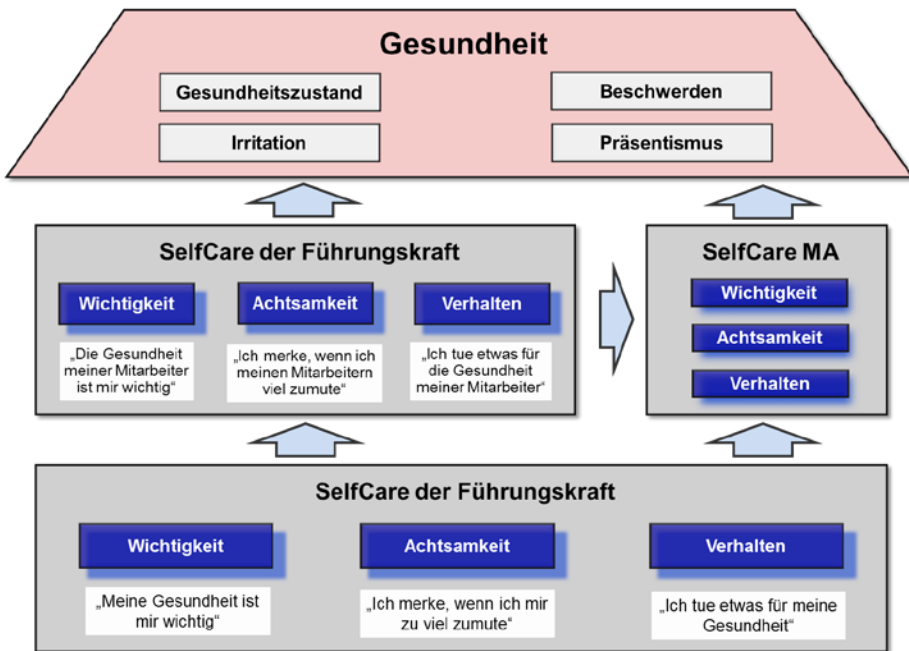 Gesundheit
Gesundheitszustand
Beschwerden
Irritation
Präsentismus
SelfCare der Führungskraft
Wichtigkeit
Achtsamkeit
Verhalten
„Die Gesundheit
meiner Mitarbeiter
ist mir wichtig“
„Ich merke, wenn ich
meinen Mitarbeitern
viel zumute“
„Ich tue etwas für
die Gesundheit
meiner Mitarbeiter“
SelfCare MA
Wichtigkeit
Achtsamkeit
Verhalten
SelfCare der Führungskraft
Wichtigkeit
Achtsamkeit
Verhalten
„Meine Gesundheit ist
mir wichtig“
„Ich merke, wenn ich mir
zu viel zumute“
„Ich tue etwas für meine
Gesundheit“